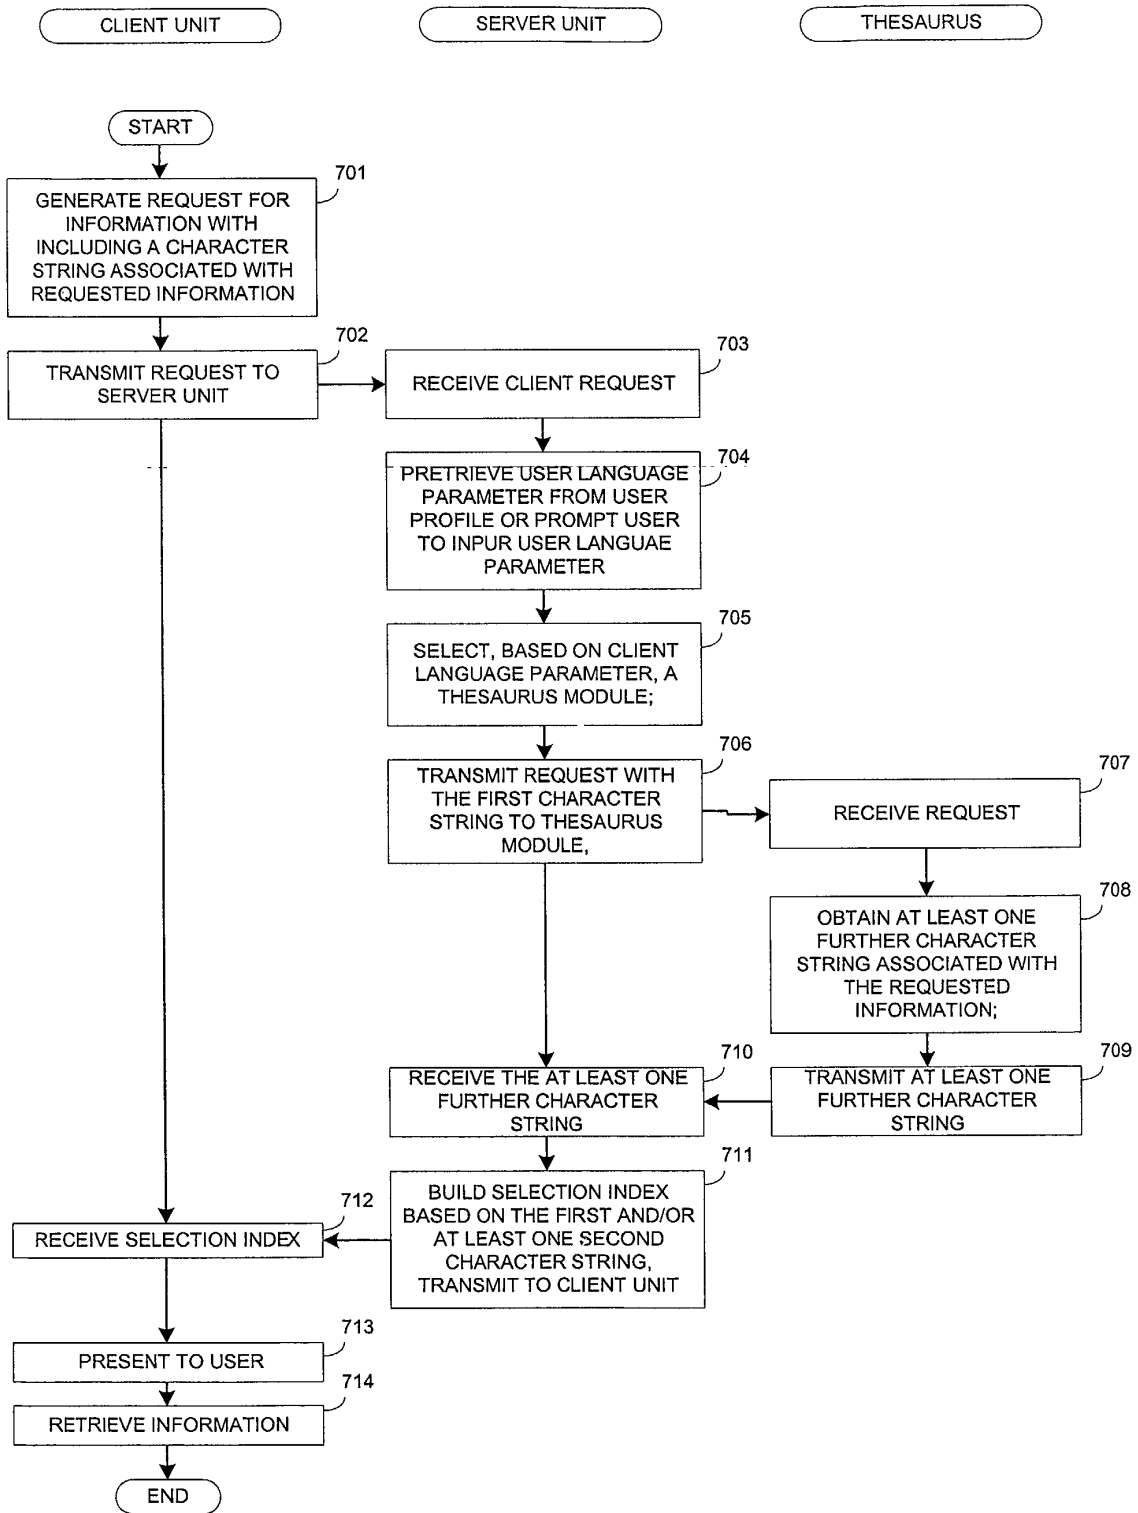 CLIENT UNIT
SERVER UNIT
THESAURUS
START
701
GENERATE REQUEST FOR
INFORMATION WITH
INCLUDING A CHARACTER
STRING ASSOCIATED WITH
REQUESTED INFORMATION
702
TRANSMIT REQUEST TO
SERVER UNIT
703
RECEIVE CLIENT REQUEST
704
PRETRIEVE USER LANGUAGE
PARAMETER FROM USER
PROFILE OR PROMPT USER
TO INPUR USER LANGUAE
PARAMETER
705
SELECT, BASED ON CLIENT
LANGUAGE PARAMETER, A
THESAURUS MODULE;
706
TRANSMIT REQUEST WITH
THE FIRST CHARACTER
STRING TO THESAURUS
MODULE,
707
RECEIVE REQUEST
708
OBTAIN AT LEAST ONE
FURTHER CHARACTER
STRING ASSOCIATED WITH
THE REQUESTED
INFORMATION;
709
TRANSMIT AT LEAST ONE
FURTHER CHARACTER
STRING
710
RECEIVE THE AT LEAST ONE
FURTHER CHARACTER
STRING
711
BUILD SELECTION INDEX
BASED ON THE FIRST AND/OR
AT LEAST ONE SECOND
CHARACTER STRING,
TRANSMIT TO CLIENT UNIT
712
RECEIVE SELECTION INDEX
713
PRESENT TO USER
714
RETRIEVE INFORMATION
END